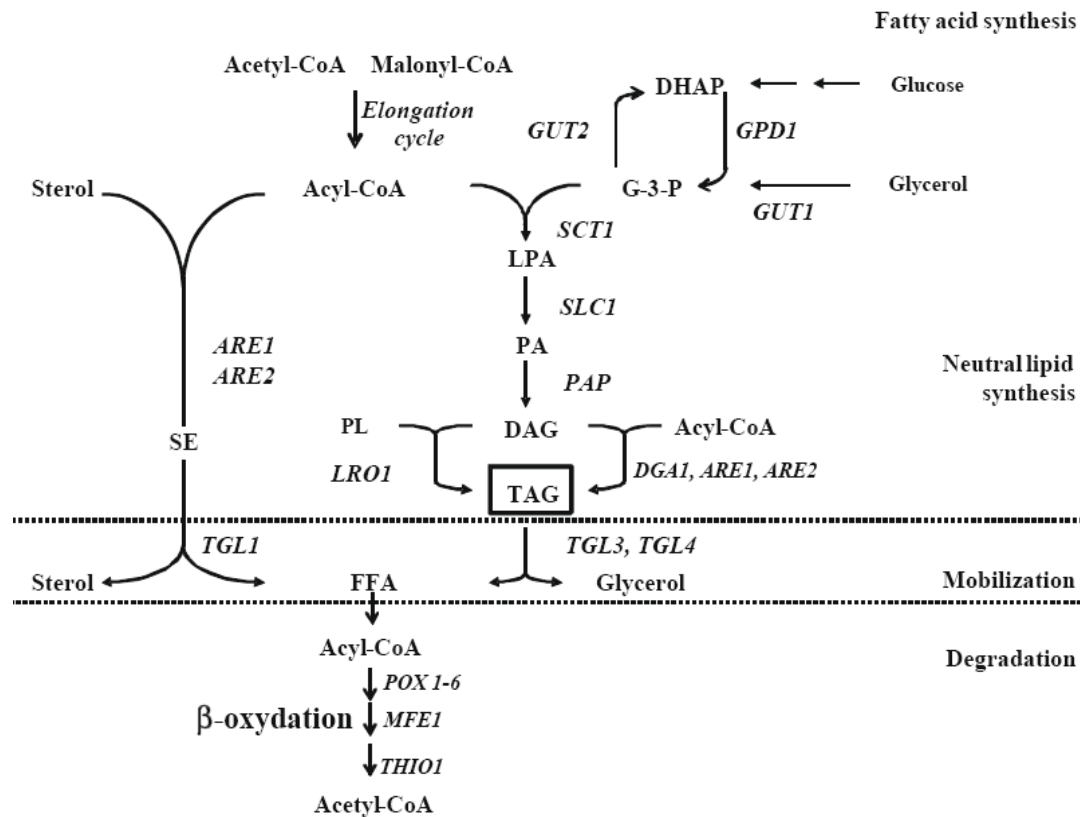 Fatty acid synthesis
Acetyl-CoA Malonyl-CoA
DHAP
Glucose
Elongation
cycle
GUT2
GPD1
Sterol
Acyl-CoA
G-3-P
Glycerol
GUT1
SCT1
LPA
SLC1
ARE1
ARE2
PA
PAP
Neutral lipid
synthesis
SE
PL
DAG
Acyl-CoA
LRO1
DGA1, ARE1, ARE2
TAG
TGL1
TGL3, TGL4
Sterol
FFA
Glycerol
Mobilization
Acyl-CoA
Degradation
POX 1-6
β-oxydation
MFE1
THIO1
Acetyl-CoA